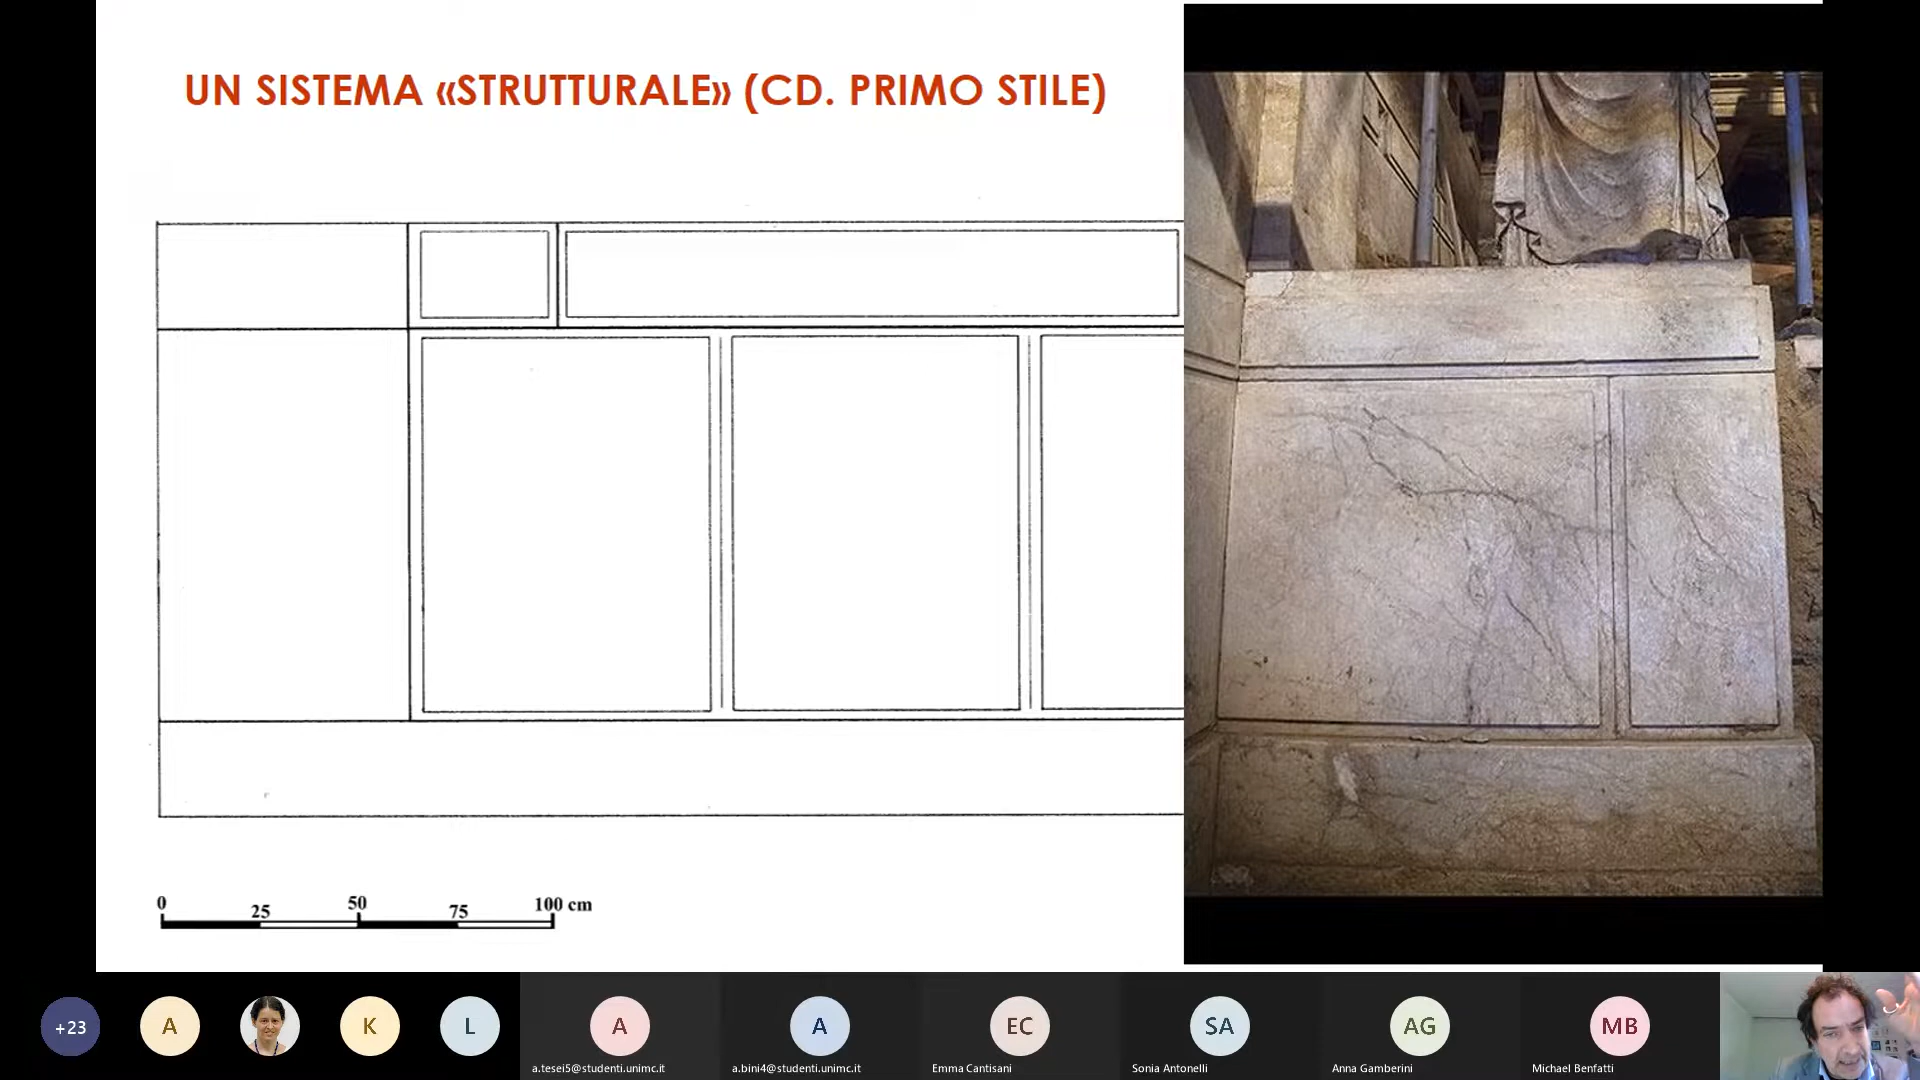 UN SISTEMA «STRUTTURALE» (CD. PRIMO STILE)
0 25 50 75 100 cm
+23
A
K
L
A
a.tesei5@studenti.unimc.it
A
a.bini4@studenti.unimc.it
EC
Emma Cantisani
SA
Sonia Antonelli
AG
Anna Gamberini
MB
Michael Benfatti